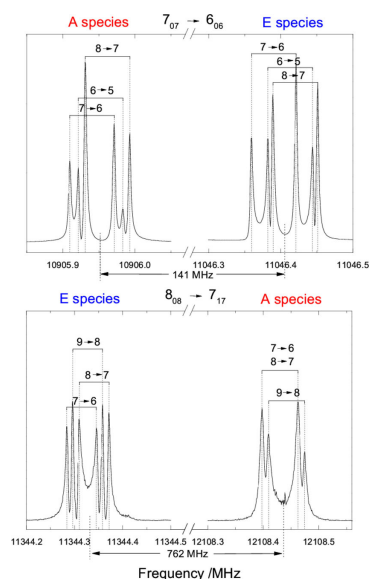 A species 7₀₇ → 6₀₆ E species
8→7 7→6
6→5 6→5
7→6 8→7
10905.9 10906.0 11046.3 11046.4 11046.5
141 MHz
E species 8₀₈ → 7₁₇ A species
9→8 7→6
8→7 8→7
7→6 9→8
11344.2 11344.3 11344.4 11344.5 12108.3 12108.4 12108.5
762 MHz
Frequency /MHz